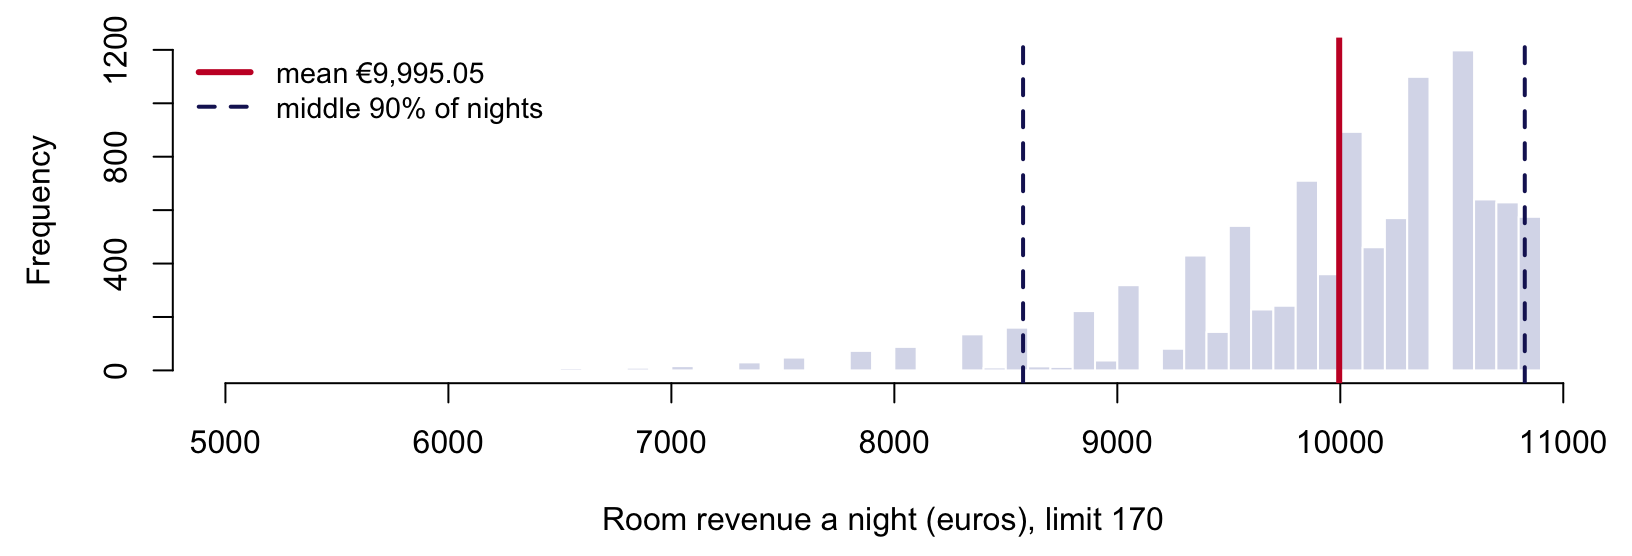 mean €9,995.05
middle 90% of nights
Frequency
0
400
800
1200
5000 6000 7000 8000 9000 10000 11000
Room revenue a night (euros), limit 170